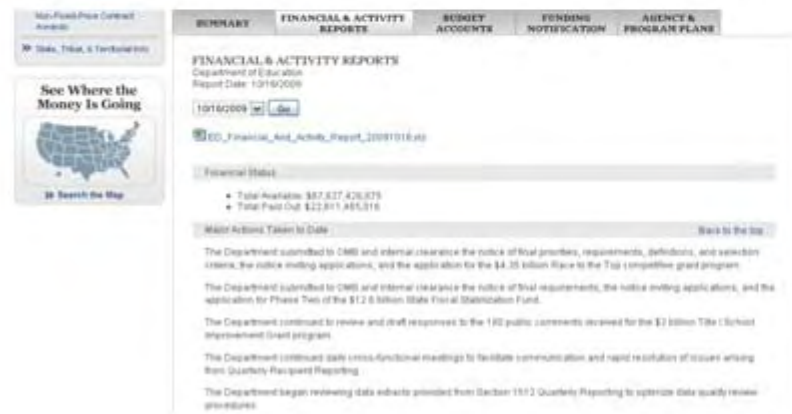 Non-Fixed-Price Contract
Awards
State, Tribal, & Territorial Info
See Where the
Money Is Going
Search the Map
SUMMARY
FINANCIAL & ACTIVITY
REPORTS
BUDGET
ACCOUNTS
FUNDING
NOTIFICATION
AGENCY &
PROGRAM PLANS
FINANCIAL & ACTIVITY REPORTS
Department of Education
Report Date: 10/16/2009
10/16/2009 Go
ED_Financial_And_Activity_Report_20091016.xls
Financial Status
• Total Available:
• Total Paid Out:
Major Actions Taken to Date Back to the top
The Department submitted to OMB and internal clearance the notice of final priorities, requirements, definitions, and selection
criteria, the notice inviting applications, and the application for the $4.35 billion Race to the Top competitive grant program.
The Department submitted to OMB and internal clearance the notice of final requirements, the notice inviting applications, and the
application for Phase Two of the $12.6 billion State Fiscal Stabilization Fund.
The Department continued to review and draft responses to the public comments received for the $3 billion Title I School
Improvement Grant program.
The Department continued daily cross-functional meetings to facilitate communication and rapid resolution of issues arising
from Quarterly Recipient Reporting.
The Department began reviewing data extracts provided from Section 1512 Quarterly Reporting to optimize data quality review
procedures.